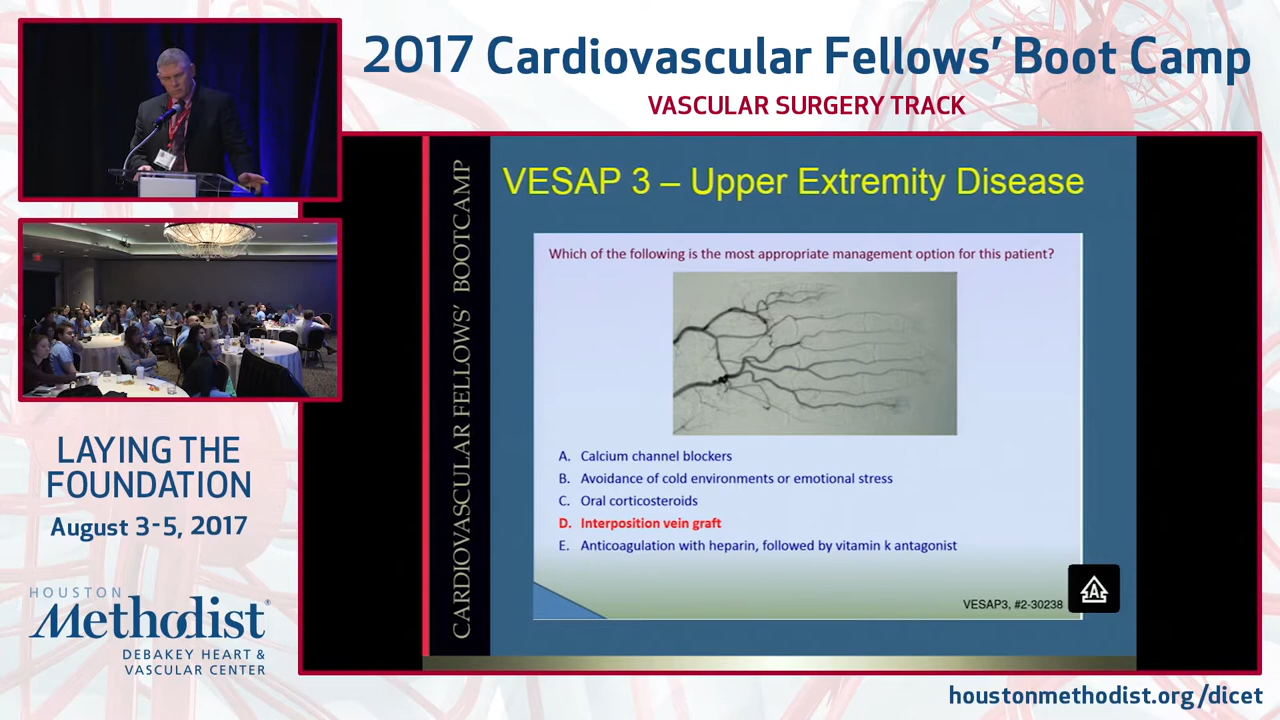 2017 Cardiovascular Fellows' Boot Camp
VASCULAR SURGERY TRACK
CARDIOVASCULAR FELLOWS' BOOTCAMP
VESAP 3 – Upper Extremity Disease
Which of the following is the most appropriate management option for this patient?
A. Calcium channel blockers
B. Avoidance of cold environments or emotional stress
C. Oral corticosteroids
D. Interposition vein graft
E. Anticoagulation with heparin, followed by vitamin k antagonist
VESAP3, #2-30238
A
LAYING THE
FOUNDATION
August 3-5, 2017
HOUSTON
Methodist®
DEBAKEY HEART &
VASCULAR CENTER
houstonmethodist.org/dicet